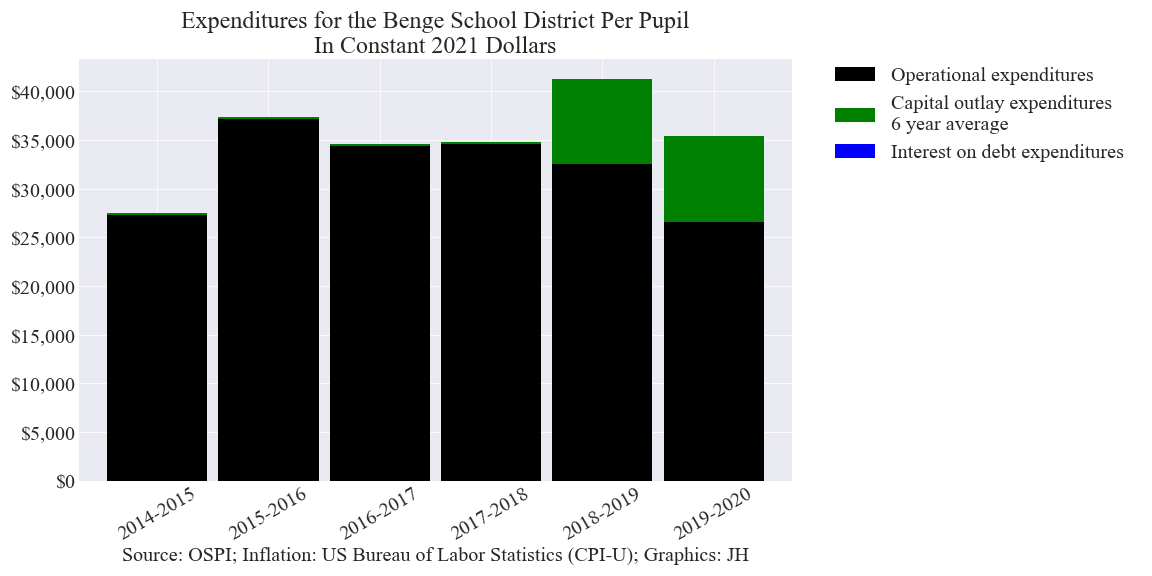 Expenditures for the Benge School District Per Pupil
In Constant 2021 Dollars
Operational expenditures
Capital outlay expenditures
6 year average
Interest on debt expenditures
$40,000
$35,000
$30,000
$25,000
$20,000
$15,000
$10,000
$5,000
$0
2014-2015
2015-2016
2016-2017
2017-2018
2018-2019
2019-2020
Source: OSPI; Inflation: US Bureau of Labor Statistics (CPI-U); Graphics: JH